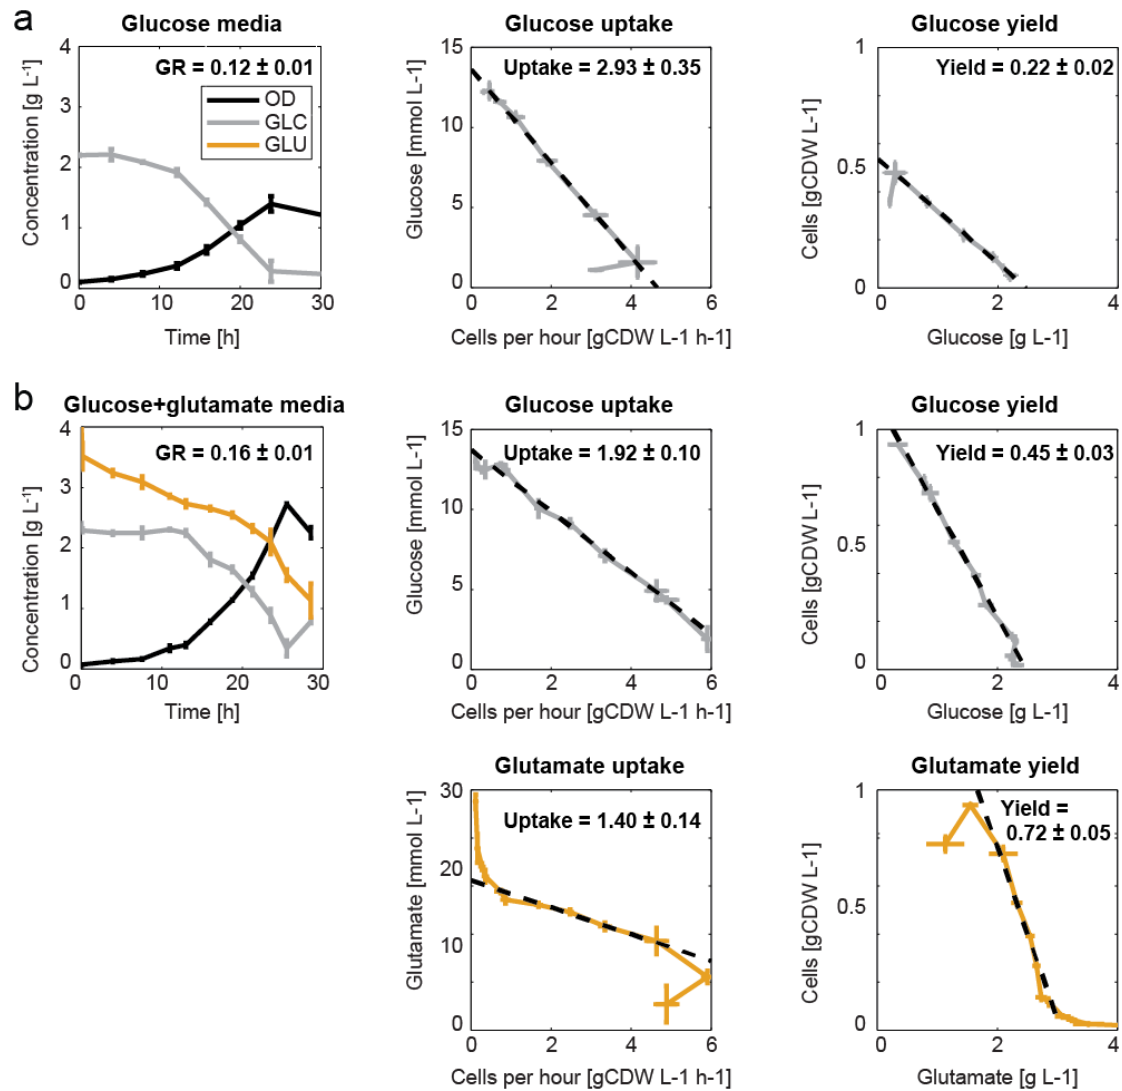 a
Glucose media
GR = 0.12 ± 0.01
OD
GLC
GLU
Concentration [g L-1]
4
3
2
1
0
0 10 20 30
Time [h]
Glucose uptake
Uptake = 2.93 ± 0.35
Glucose [mmol L-1]
15
10
5
0
0 2 4 6
Cells per hour [gCDW L-1 h-1]
Glucose yield
Yield = 0.22 ± 0.02
Cells [gCDW L-1]
1
0.5
0
0 2 4
Glucose [g L-1]
b
Glucose+glutamate media
GR = 0.16 ± 0.01
Concentration [g L-1]
4
3
2
1
0
0 10 20 30
Time [h]
Glucose uptake
Uptake = 1.92 ± 0.10
Glucose [mmol L-1]
15
10
5
0
0 2 4 6
Cells per hour [gCDW L-1 h-1]
Glucose yield
Yield = 0.45 ± 0.03
Cells [gCDW L-1]
1
0.5
0
0 2 4
Glucose [g L-1]
Glutamate uptake
Uptake = 1.40 ± 0.14
Glutamate [mmol L-1]
30
20
10
0
0 2 4 6
Cells per hour [gCDW L-1 h-1]
Glutamate yield
Yield =
0.72 ± 0.05
Cells [gCDW L-1]
1
0.5
0
0 2 4
Glutamate [g L-1]